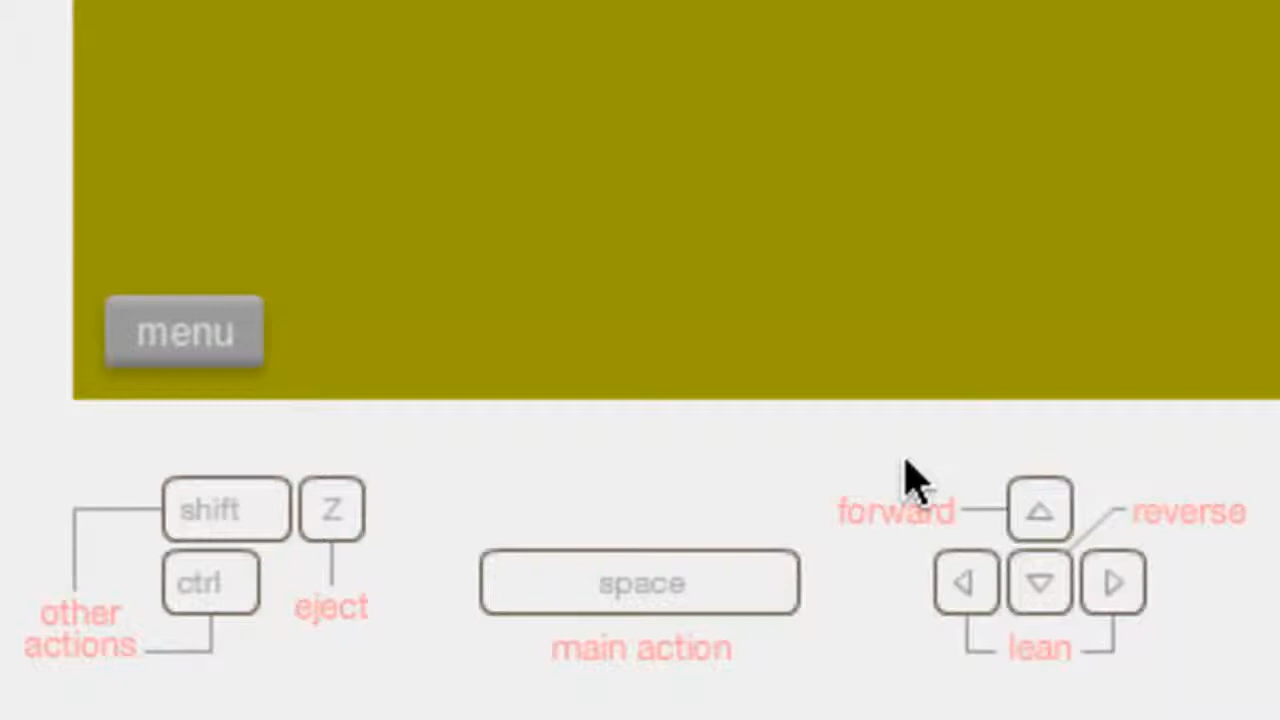 menu
shift
Z
forward
reverse
ctrl
space
other
actions
eject
main action
lean